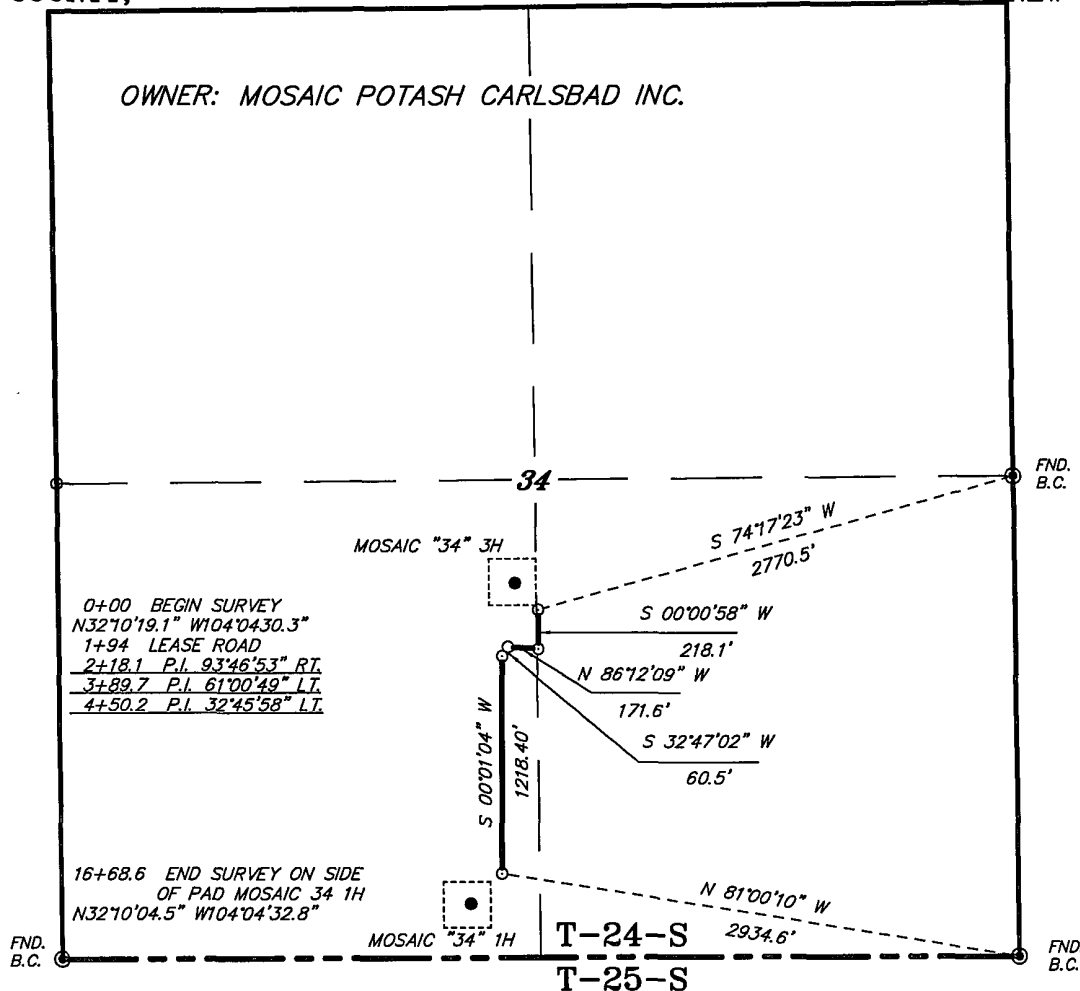 OWNER: MOSAIC POTASH CARLSBAD INC.
34
FND.
B.C.
S 74°17'23" W
2770.5'
MOSAIC "34" 3H
0+00 BEGIN SURVEY
N32°10'19.1" W104°0430.3"
1+94 LEASE ROAD
2+18.1 P.I. 93°46'53" RT.
3+89.7 P.I. 61°00'49" LT.
4+50.2 P.I. 32°45'58" LT.
S 00°00'58" W
218.1'
N 86°12'09" W
171.6'
S 32°47'02" W
60.5'
S 00°01'04" W
1218.40'
16+68.6 END SURVEY ON SIDE
OF PAD MOSAIC 34 1H
N32°10'04.5" W104°04'32.8"
N 81°00'10" W
2934.6'
MOSAIC "34" 1H
T-24-S
T-25-S
FND.
B.C.
FND.
B.C.